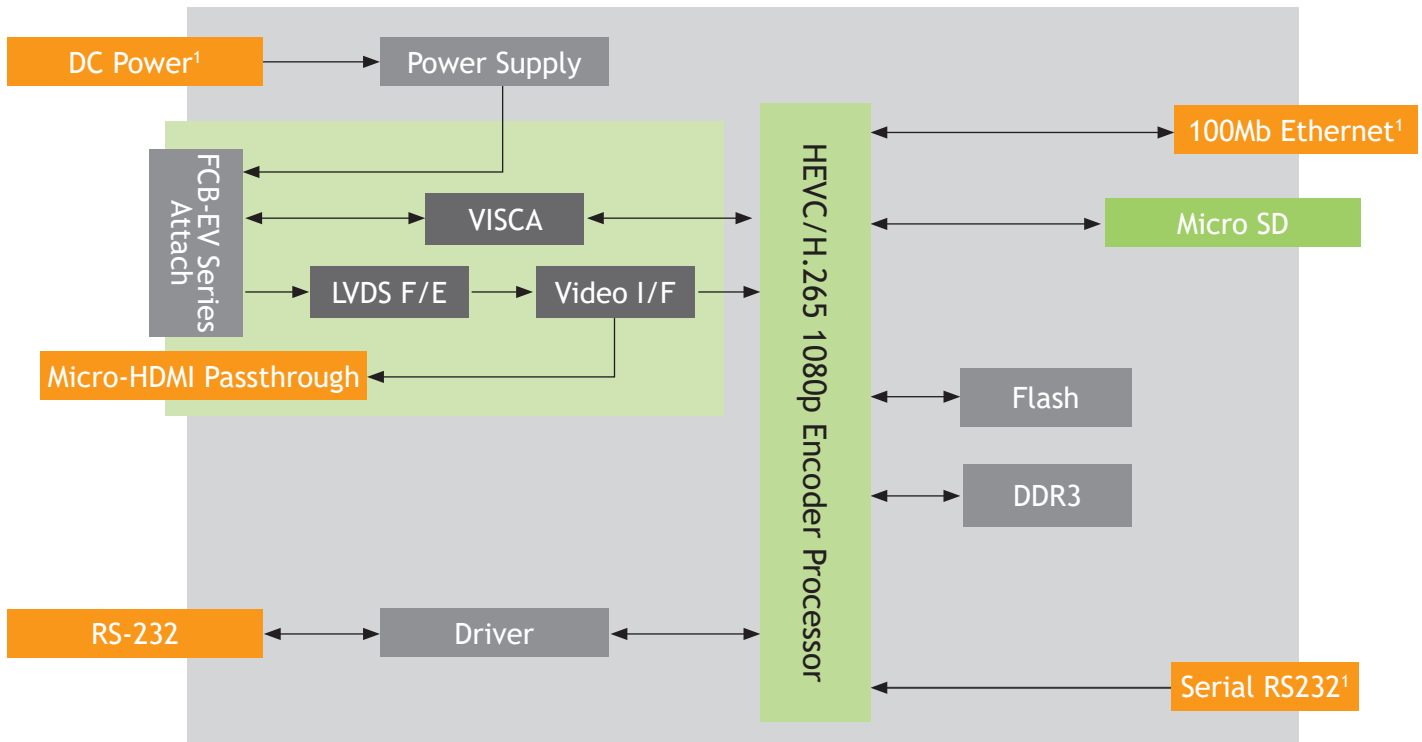 DC Power¹
Power Supply
100Mb Ethernet¹
FCB-EV Series
Attach
VISCA
Micro SD
LVDS F/E
Video I/F
HEVC/H.265 1080p Encoder Processor
Micro-HDMI Passthrough
Flash
DDR3
RS-232
Driver
Serial RS232¹